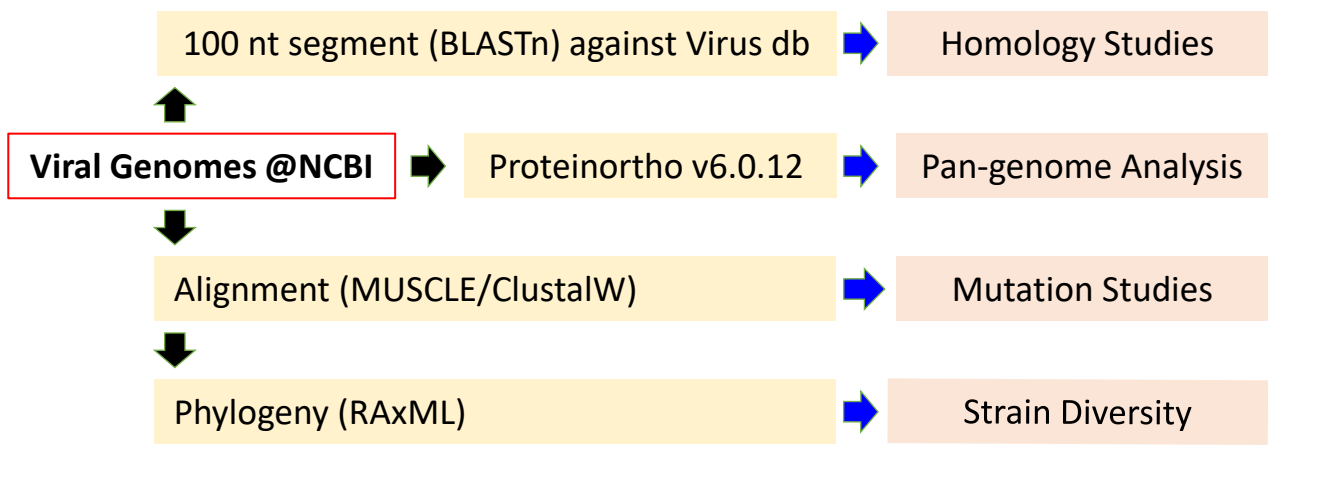 100 nt segment (BLASTn) against Virus db
Homology Studies
Viral Genomes @NCBI
Proteinortho v6.0.12
Pan-genome Analysis
Alignment (MUSCLE/ClustalW)
Mutation Studies
Phylogeny (RAxML)
Strain Diversity